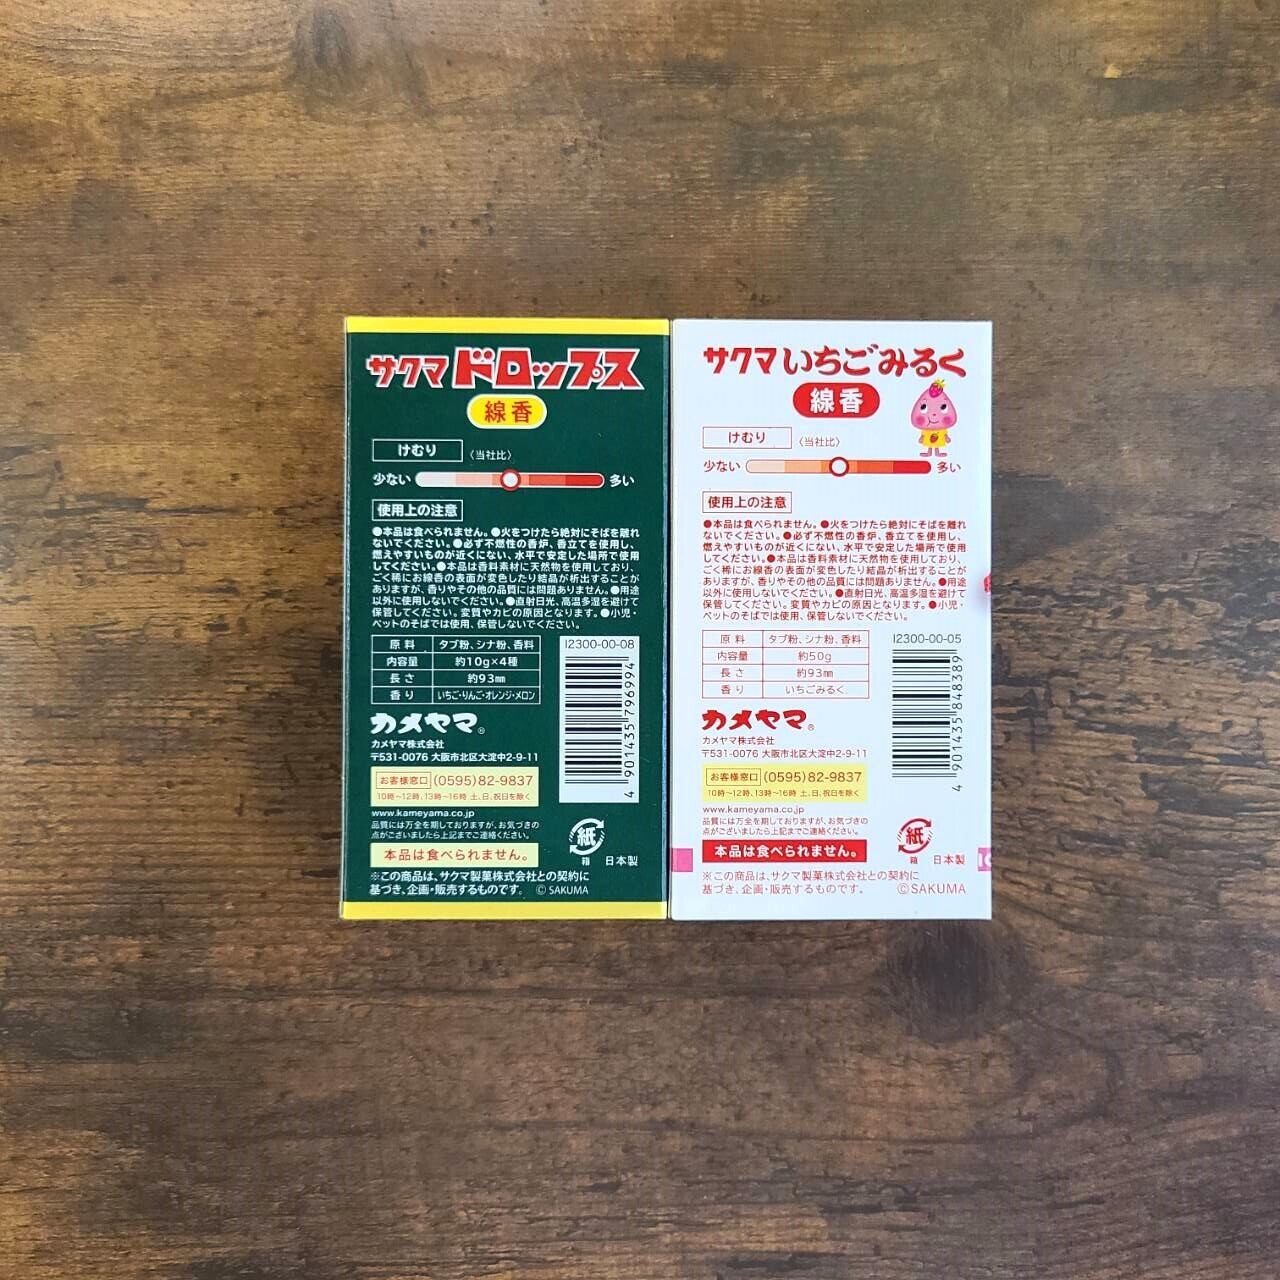 サクマ ドロップス
線香
けむり 〈当社比〉
少ない 多い
使用上の注意
●本品は食べられません。●火をつけたら絶対にそばを離れ
ないでください。●必ず不燃性の香炉、香立てを使用し、
燃えやすいものが近くにない、水平で安定した場所で使用
してください。●本品は香料素材に天然物を使用しており、
ごく稀にお線香の表面が変色したり結晶が析出することが
ありますが、香りやその他の品質には問題ありません。●用途
以外に使用しないでください。●直射日光、高温多湿を避けて
保管してください。変質やカビの原因となります。●小児・
ペットのそばでは使用、保管しないでください。
原料 タブ粉、シナ粉、香料
内容量 約10g×4種
長さ 約93mm
香り いちご・りんご・オレンジ・メロン
I2300-00-08
4 901435 796994
カメヤマ®
カメヤマ株式会社
〒531-0076 大阪市北区大淀中2-9-11
お客様窓口 (0595)82-9837
10時〜12時、13時〜16時 土、日、祝日を除く
www.kameyama.co.jp
品質には万全を期しておりますが、お気づきの
点がございましたら上記までご連絡ください。
本品は食べられません。
紙
箱 日本製
※この商品は、サクマ製菓株式会社との契約に
基づき、企画・販売するものです。 ©SAKUMA
サクマ いちごみるく
線香
けむり 〈当社比〉
少ない 多い
使用上の注意
●本品は食べられません。●火をつけたら絶対にそばを離れ
ないでください。●必ず不燃性の香炉、香立てを使用し、
燃えやすいものが近くにない、水平で安定した場所で使用
してください。●本品は香料素材に天然物を使用しており、
ごく稀にお線香の表面が変色したり結晶が析出することが
ありますが、香りやその他の品質には問題ありません。●用途
以外に使用しないでください。●直射日光、高温多湿を避けて
保管してください。変質やカビの原因となります。●小児・
ペットのそばでは使用、保管しないでください。
原料 タブ粉、シナ粉、香料
内容量 約50g
長さ 約93mm
香り いちごみるく
I2300-00-05
4 901435 848389
カメヤマ®
カメヤマ株式会社
〒531-0076 大阪市北区大淀中2-9-11
お客様窓口 (0595)82-9837
10時〜12時、13時〜16時 土、日、祝日を除く
www.kameyama.co.jp
品質には万全を期しておりますが、お気づきの
点がございましたら上記までご連絡ください。
本品は食べられません。
紙
箱 日本製
※この商品は、サクマ製菓株式会社との契約に
基づき、企画・販売するものです。 ©SAKUMA